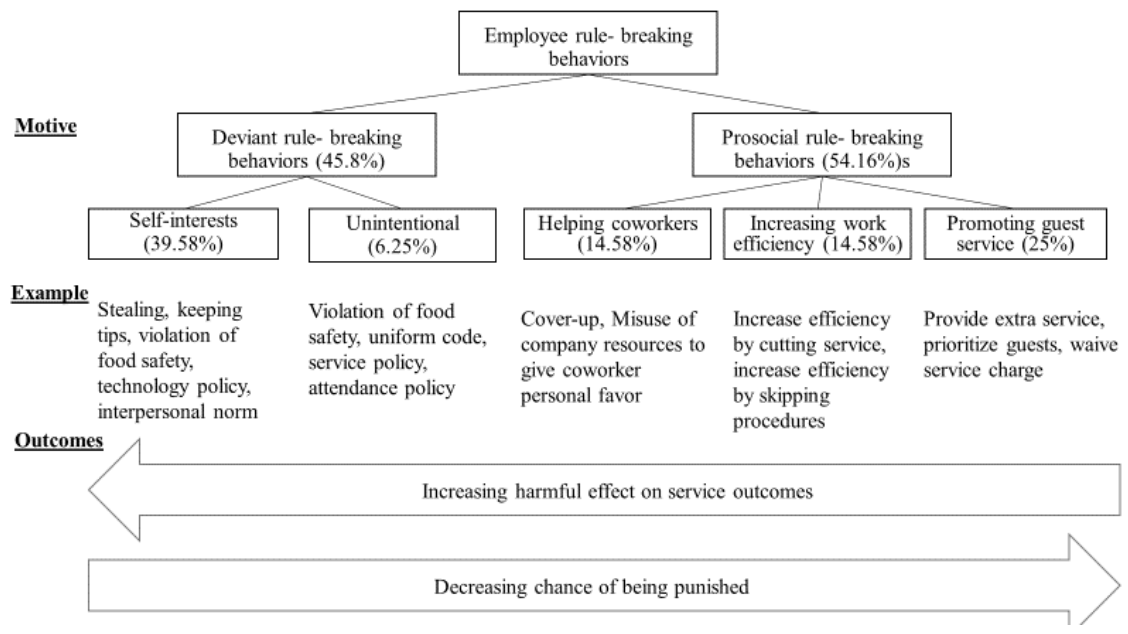 Employee rule- breaking
behaviors
Motive
Deviant rule- breaking
behaviors (45.8%)
Prosocial rule-breaking
behaviors (54.16%)s
Self-interests
(39.58%)
Unintentional
(6.25%)
Helping coworkers
(14.58%)
Increasing work
efficiency (14.58%)
Promoting guest
service (25%)
Example
Stealing, keeping
tips, violation of
food safety,
technology policy,
interpersonal norm
Violation of food
safety, uniform code,
service policy,
attendance policy
Cover-up, Misuse of
company resources to
give coworker
personal favor
Increase efficiency
by cutting service,
increase efficiency
by skipping
procedures
Provide extra service,
prioritize guests, waive
service charge
Outcomes
Increasing harmful effect on service outcomes
Decreasing chance of being punished